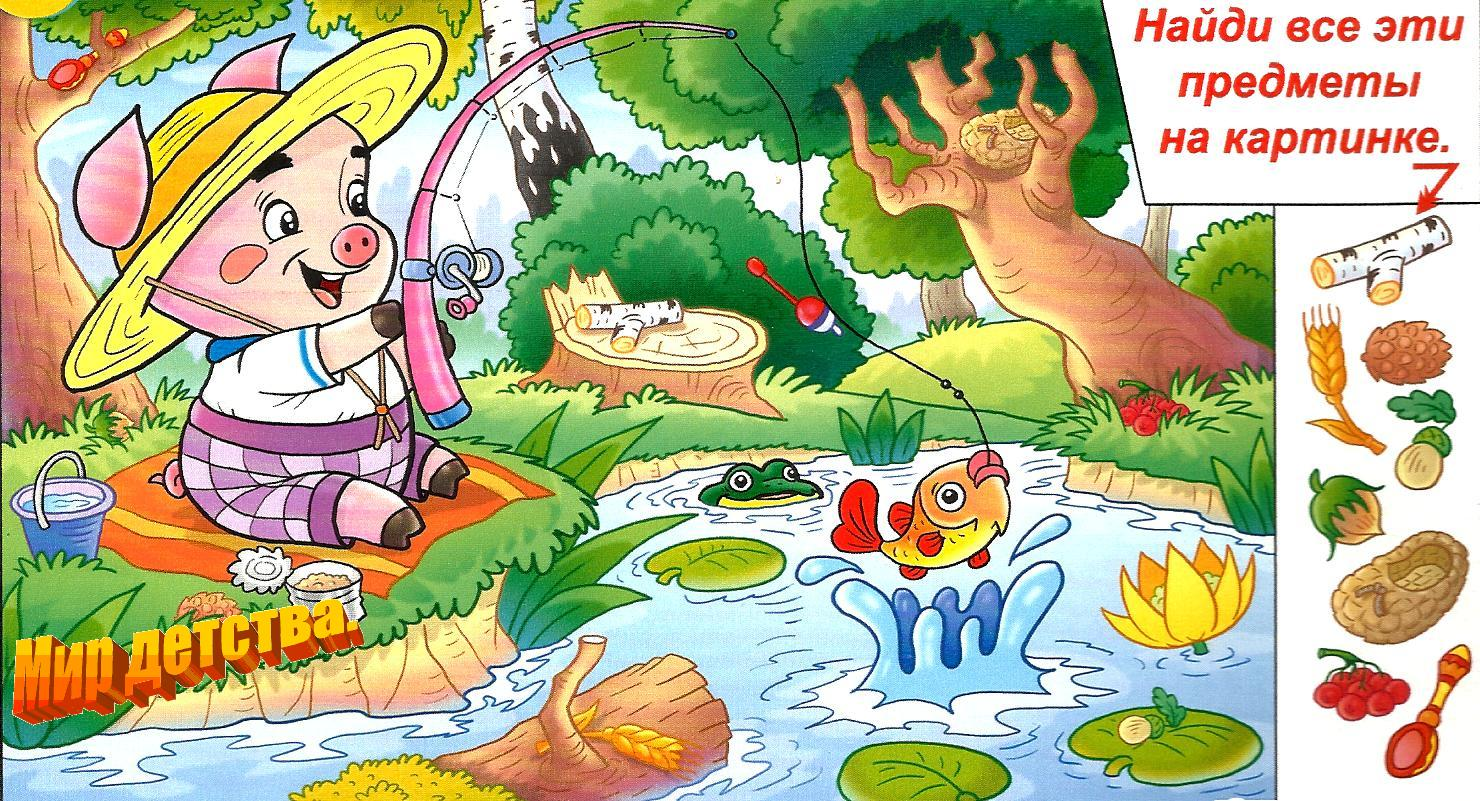 Найди все эти
предметы
на картинке.
Мир детства.